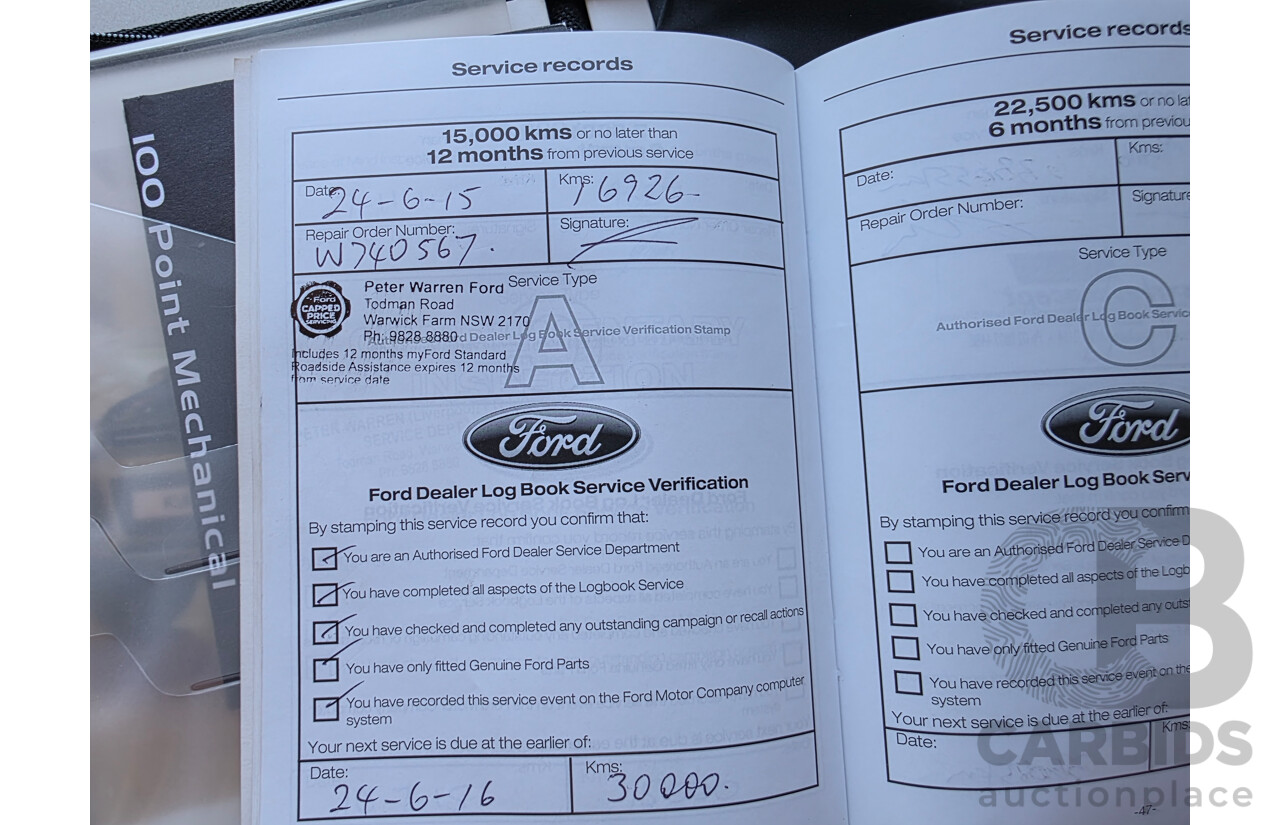 100 Point Mechanical
Service records
15,000 kms or no later than
12 months from previous service
Date: 24-6-15
Kms: 16926-
Repair Order Number: W740567.
Signature:
Service Type
A
Ford
CAPPED
PRICE
SERVICING
Peter Warren Ford
Todman Road
Warwick Farm NSW 2170
Ph: 9828 8880
Authorised Ford Dealer Log Book Service Verification Stamp
Includes 12 months myFord Standard
Roadside Assistance expires 12 months
from service date
Ford
Ford Dealer Log Book Service Verification
By stamping this service record you confirm that:
You are an Authorised Ford Dealer Service Department
You have completed all aspects of the Logbook Service
You have checked and completed any outstanding campaign or recall actions
You have only fitted Genuine Ford Parts
You have recorded this service event on the Ford Motor Company computer
system
Your next service is due at the earlier of:
Date: 24-6-16
Kms: 30000.
Service records
22,500 kms or no lat
6 months from previou
Date:
Kms:
Repair Order Number:
Signature
Service Type
C
Authorised Ford Dealer Log Book Servic
Ford
Ford Dealer Log Book Serv
By stamping this service record you confirm
You are an Authorised Ford Dealer Service D
You have completed all aspects of the Logb
You have checked and completed any outst
You have only fitted Genuine Ford Parts
You have recorded this service event on the
system
Your next service is due at the earlier of:
Date:
Kms:
-47-
CB
CARBIDS
auctionplace